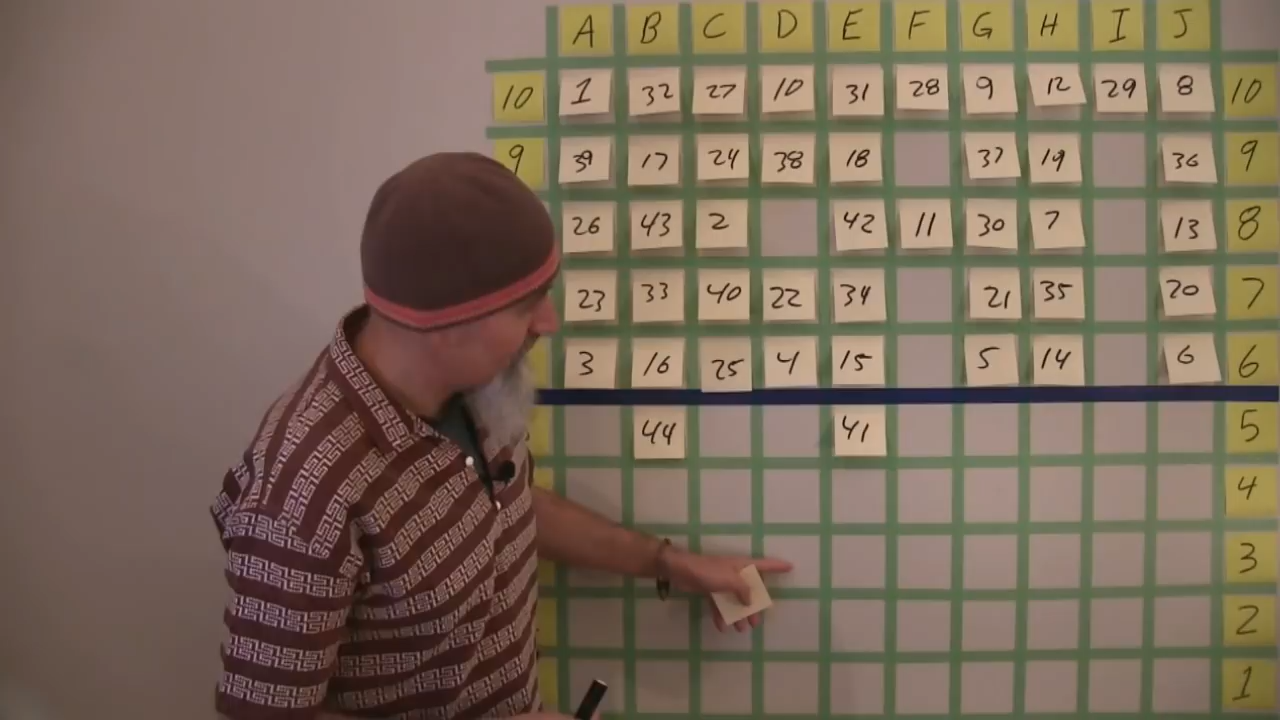 A B C D E F G H I J
10 1 32 27 10 31 28 9 12 29 8 10
9 39 17 24 38 18 37 19 36 9
26 43 2 42 11 30 7 13 8
23 33 40 22 34 21 35 20 7
3 16 25 4 15 5 14 6 6
44 41 5
4
3
2
1